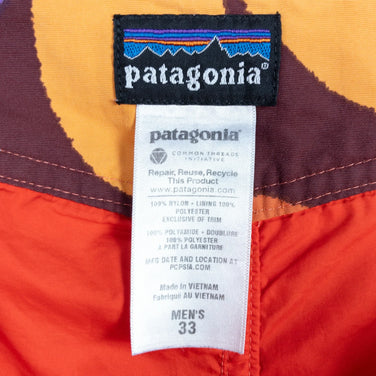 patagonia®
patagonia®
COMMON THREADS
INITIATIVE
Repair, Reuse, Recycle
This Product
www.patagonia.com
100% NYLON • LINING 100%
POLYESTER
EXCLUSIVE OF TRIM
100% POLYAMIDE • DOUBLURE
100% POLYESTER
A PART LA GARNITURE
MFG DATE AND LOCATION AT
PCPSIA.COM
Made in VIETNAM
Fabriqué AU VIETNAM
MEN'S
33